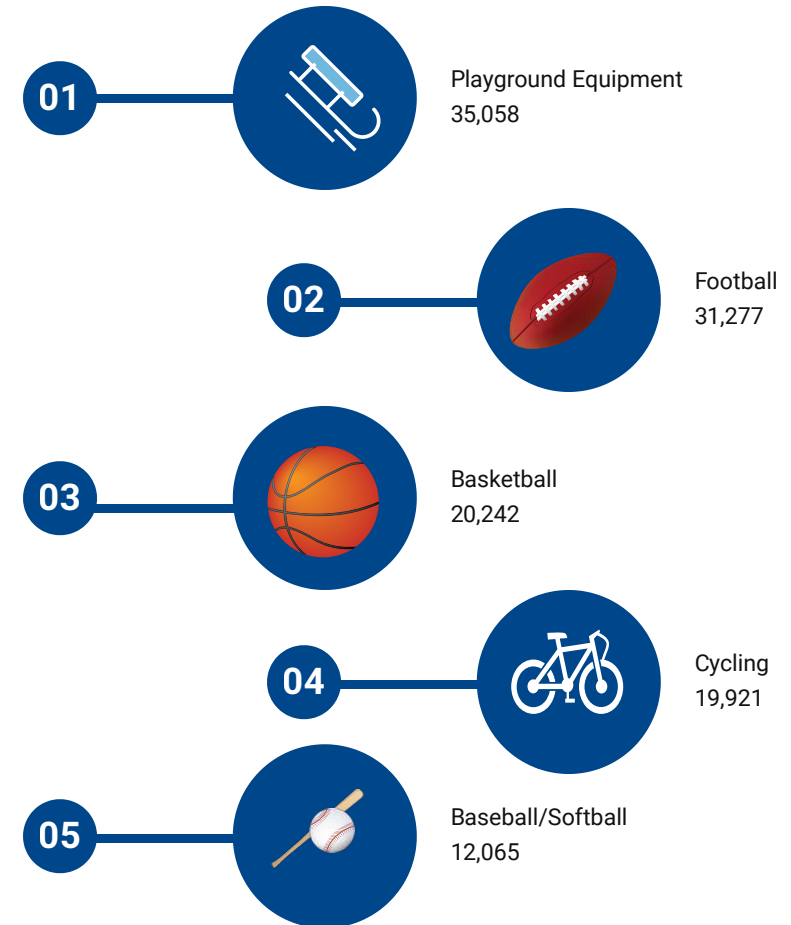 01
Playground Equipment
35,058
02
Football
31,277
03
Basketball
20,242
04
Cycling
19,921
05
Baseball/Softball
12,065